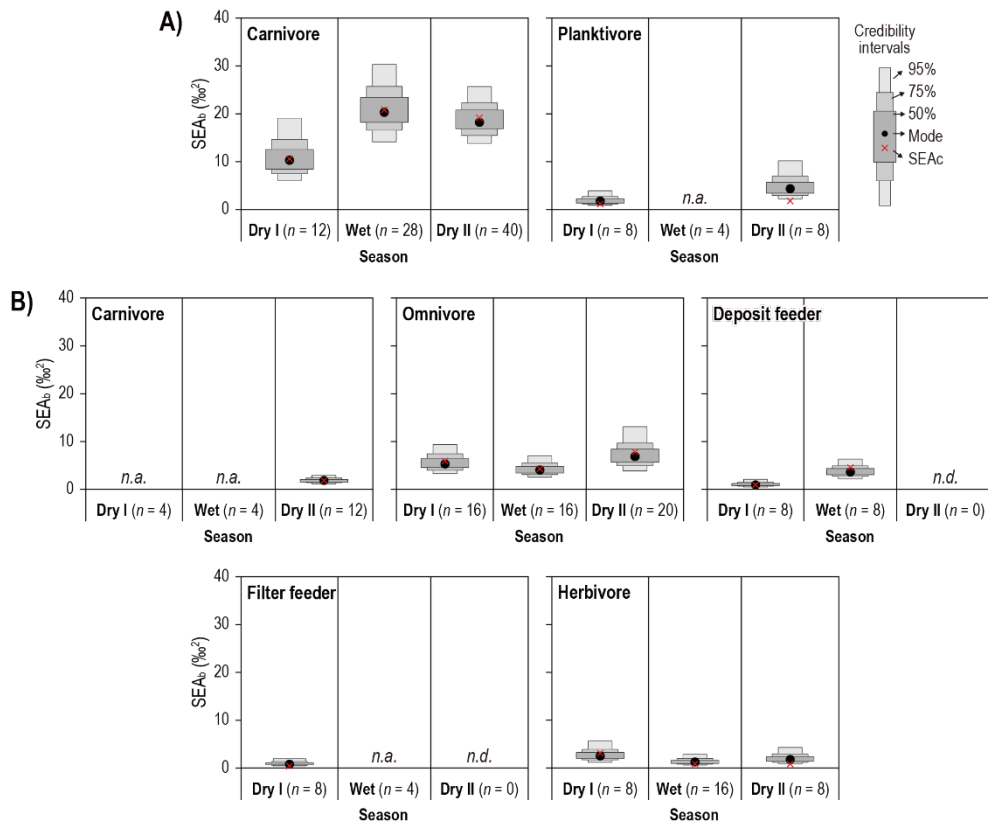 A)
Carnivore
Planktivore
Credibility
intervals
95%
75%
50%
Mode
SEAc
40
30
20
10
0
SEAb (‰²)
n.a.
Dry I (n = 12) Wet (n = 28) Dry II (n = 40)
Season
Dry I (n = 8) Wet (n = 4) Dry II (n = 8)
Season
B)
Carnivore
Omnivore
Deposit feeder
40
30
20
10
0
SEAb (‰²)
n.a. n.a.
n.d.
Dry I (n = 4) Wet (n = 4) Dry II (n = 12)
Season
Dry I (n = 16) Wet (n = 16) Dry II (n = 20)
Season
Dry I (n = 8) Wet (n = 8) Dry II (n = 0)
Season
Filter feeder
Herbivore
40
30
20
10
0
SEAb (‰²)
n.a. n.d.
Dry I (n = 8) Wet (n = 4) Dry II (n = 0)
Season
Dry I (n = 8) Wet (n = 16) Dry II (n = 8)
Season